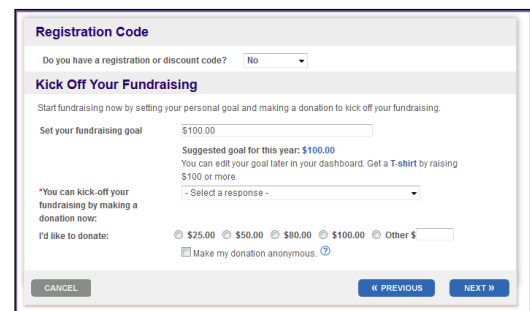 Registration Code
Do you have a registration or discount code? No
Kick Off Your Fundraising
Start fundraising now by setting your personal goal and making a donation to kick off your fundraising.
Set your fundraising goal $100.00
Suggested goal for this year: $100.00
You can edit your goal later in your dashboard. Get a T-shirt by raising
$100 or more.
*You can kick-off your
fundraising by making a
donation now:
- Select a response -
I'd like to donate: $25.00 $50.00 $80.00 $100.00 Other $
Make my donation anonymous. ?
CANCEL « PREVIOUS NEXT »